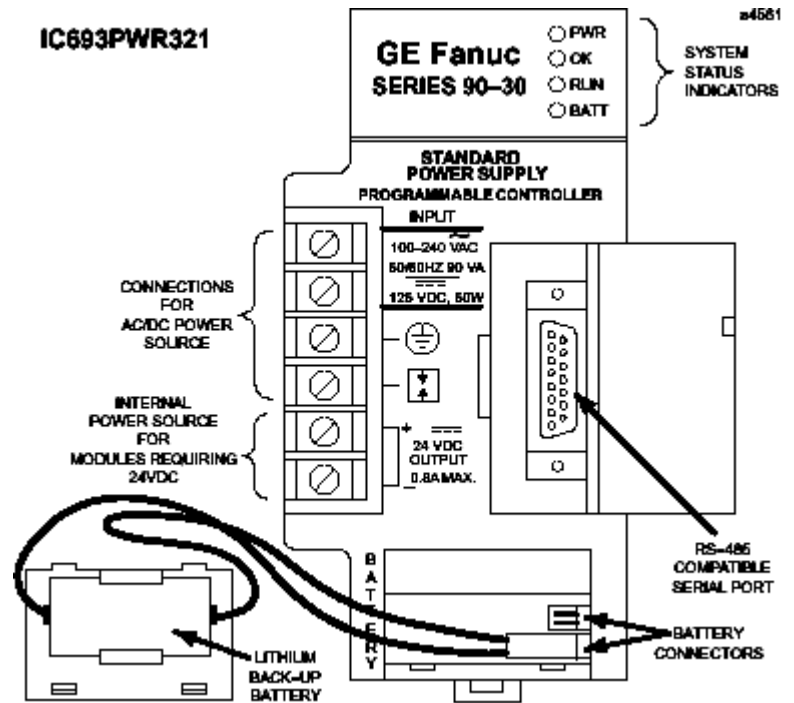 a4561
IC693PWR321
GE Fanuc
SERIES 90–30
PWR
OK
RUN
BATT
SYSTEM
STATUS
INDICATORS
STANDARD
POWER SUPPLY
PROGRAMMABLE CONTROLLER
INPUT
100–240 VAC
50/60HZ 90 VA
125 VDC, 50W
CONNECTIONS
FOR
AC/DC POWER
SOURCE
INTERNAL
POWER SOURCE
FOR
MODULES REQUIRING
24VDC
+
24 VDC
OUTPUT
0.8A MAX.
–
RS–485
COMPATIBLE
SERIAL PORT
BATTERY
BATTERY
CONNECTORS
LITHIUM
BACK–UP
BATTERY